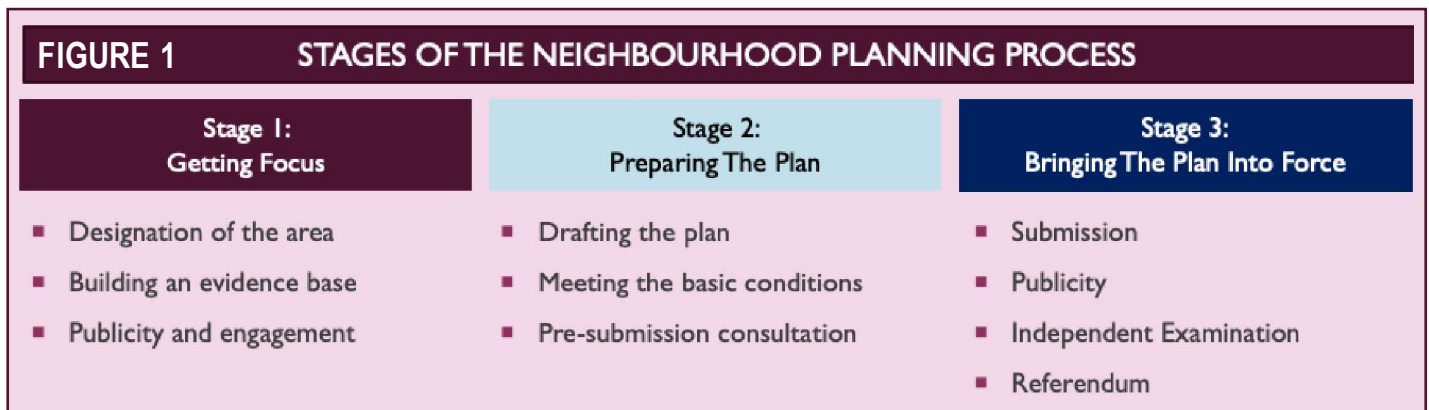 FIGURE 1 STAGES OF THE NEIGHBOURHOOD PLANNING PROCESS
Stage 1:
Getting Focus
▪ Designation of the area
▪ Building an evidence base
▪ Publicity and engagement
Stage 2:
Preparing The Plan
▪ Drafting the plan
▪ Meeting the basic conditions
▪ Pre-submission consultation
Stage 3:
Bringing The Plan Into Force
▪ Submission
▪ Publicity
▪ Independent Examination
▪ Referendum